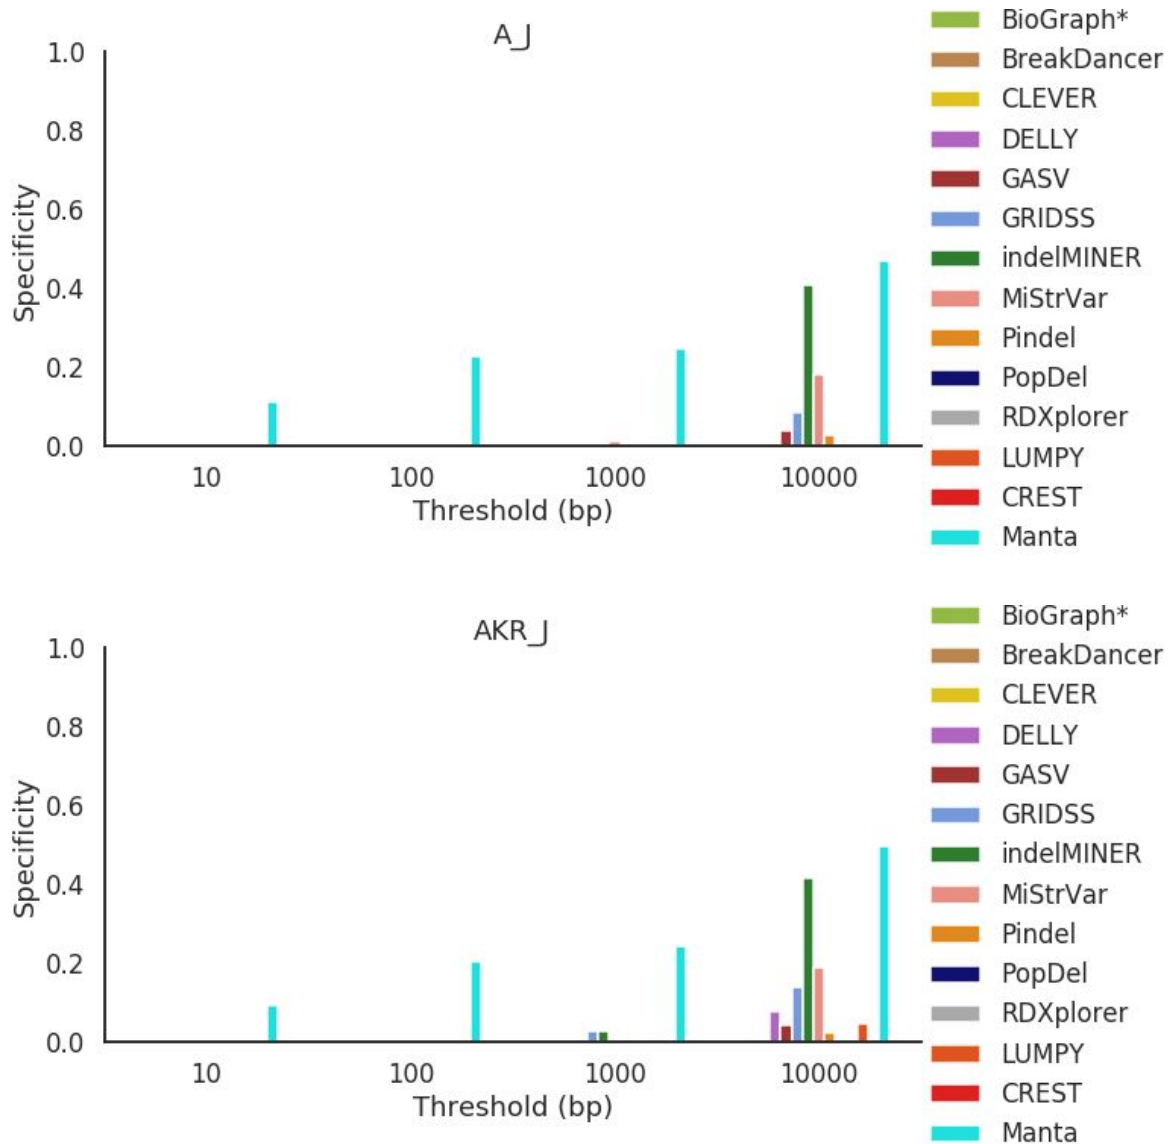 A_J
1.0
0.8
0.6
0.4
0.2
0.0
Specificity
10 100 1000 10000
Threshold (bp)
BioGraph*
BreakDancer
CLEVER
DELLY
GASV
GRIDSS
indelMINER
MiStrVar
Pindel
PopDel
RDXplorer
LUMPY
CREST
Manta
AKR_J
1.0
0.8
0.6
0.4
0.2
0.0
Specificity
10 100 1000 10000
Threshold (bp)
BioGraph*
BreakDancer
CLEVER
DELLY
GASV
GRIDSS
indelMINER
MiStrVar
Pindel
PopDel
RDXplorer
LUMPY
CREST
Manta